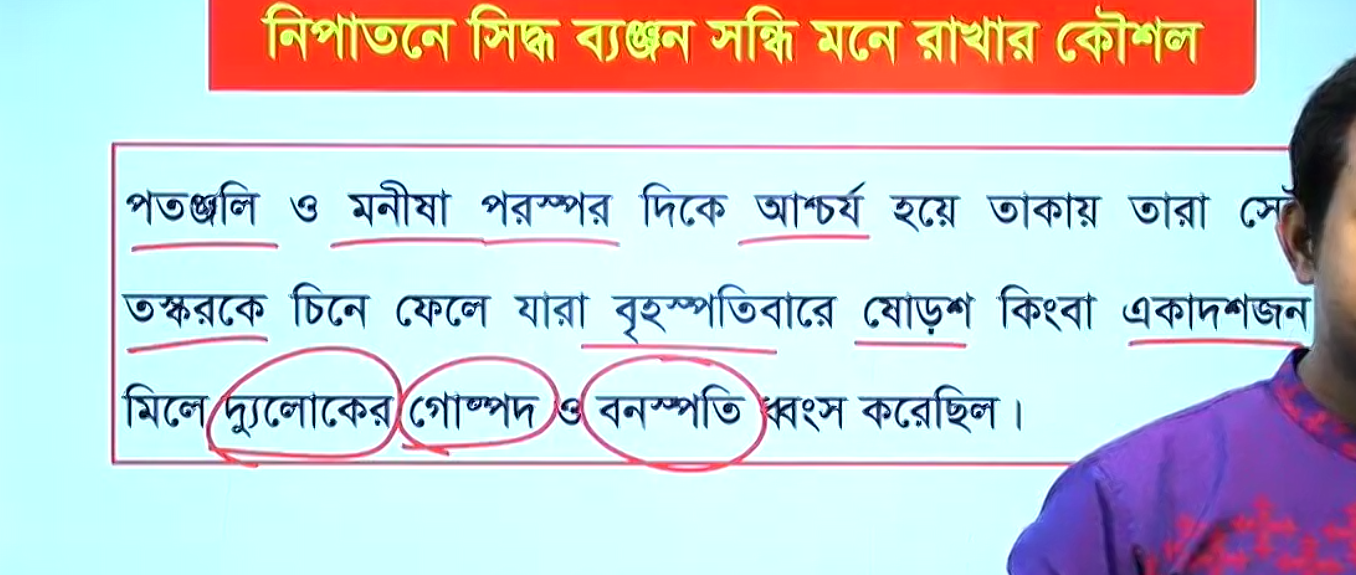 নিপাতনে সিদ্ধ ব্যঞ্জন সন্ধি মনে রাখার কৌশল
পতঞ্জলি ও মনীষা পরস্পর দিকে আশ্চর্য হয়ে তাকায় তারা
তস্করকে চিনে ফেলে যারা বৃহস্পতিবারে ষোড়শ কিংবা একাদশজন
মিলে দ্যুলোকের গোষ্পদ ও বনস্পতি ধ্বংস করেছিল।